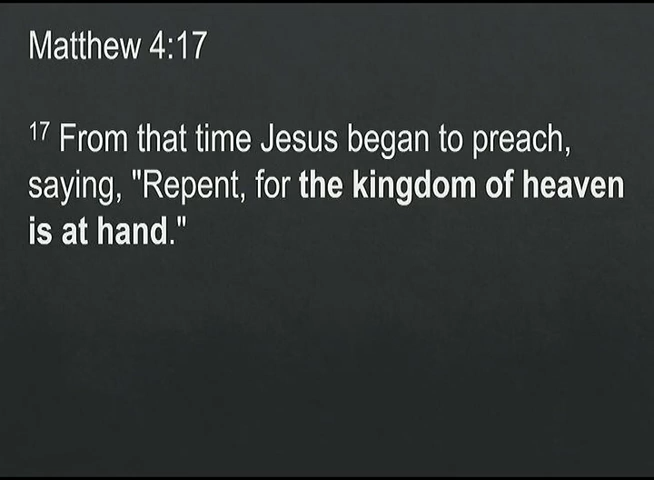 Matthew 4:17
17 From that time Jesus began to preach,
saying, "Repent, for the kingdom of heaven
is at hand."